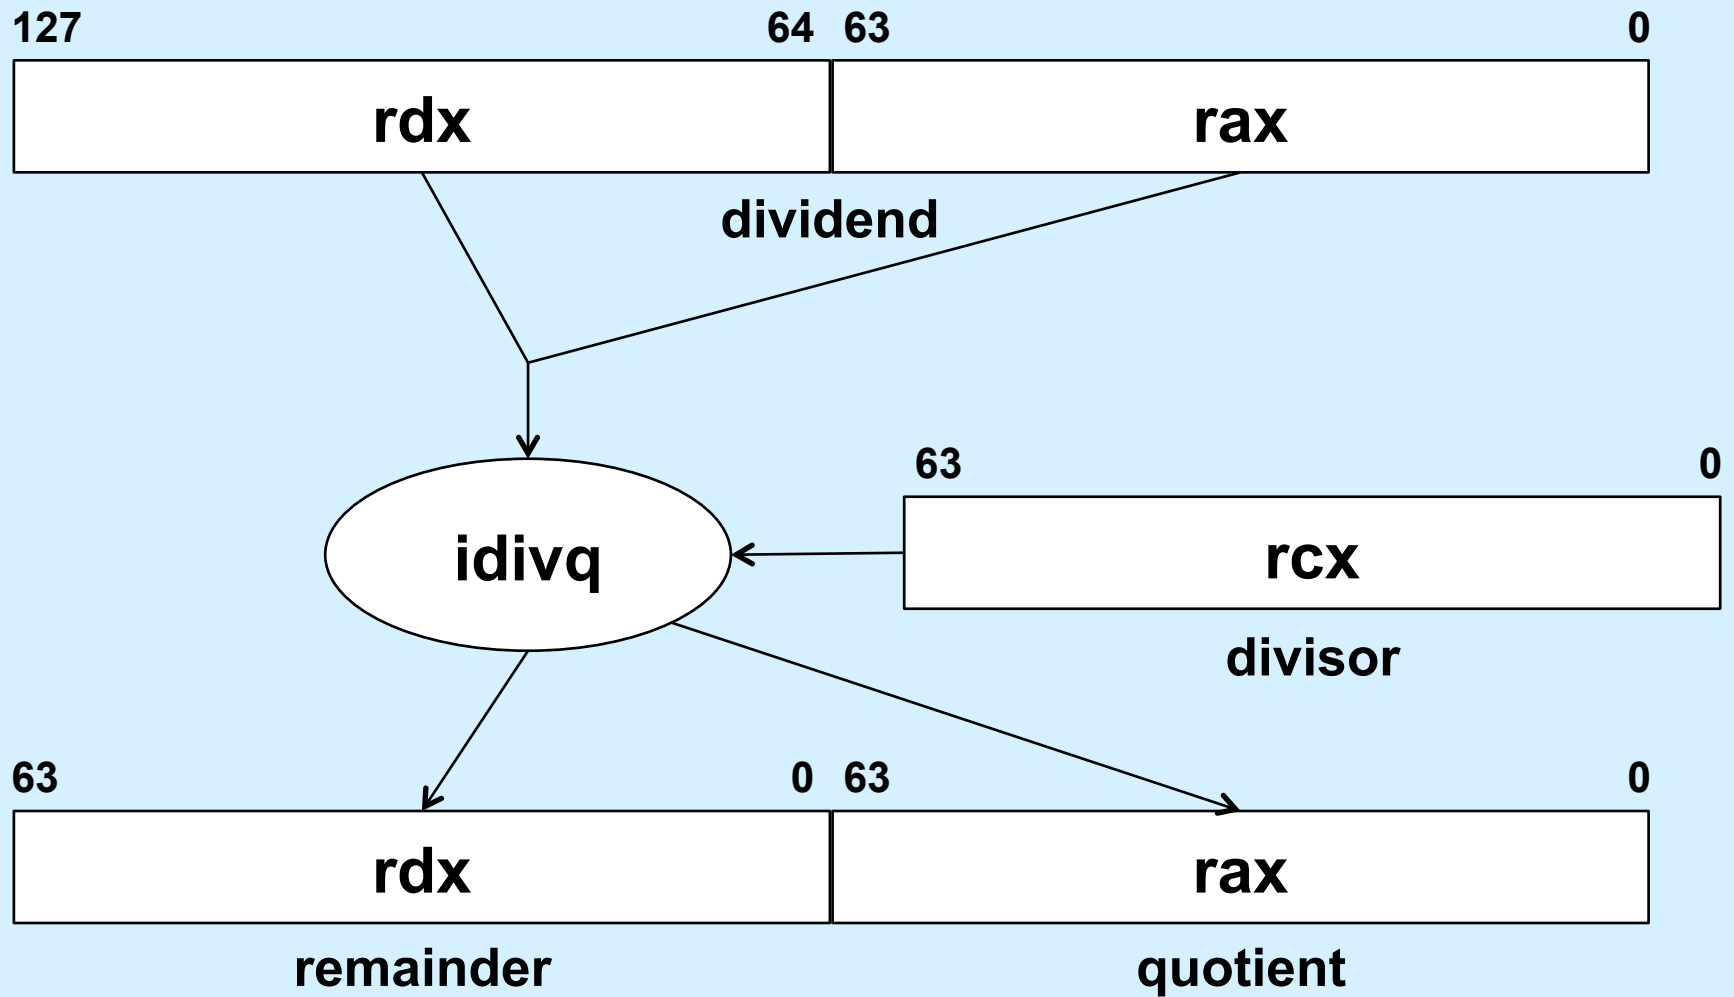 127 64 63 0
rdx rax
dividend
63 0
idivq rcx
divisor
63 0 63 0
rdx rax
remainder quotient